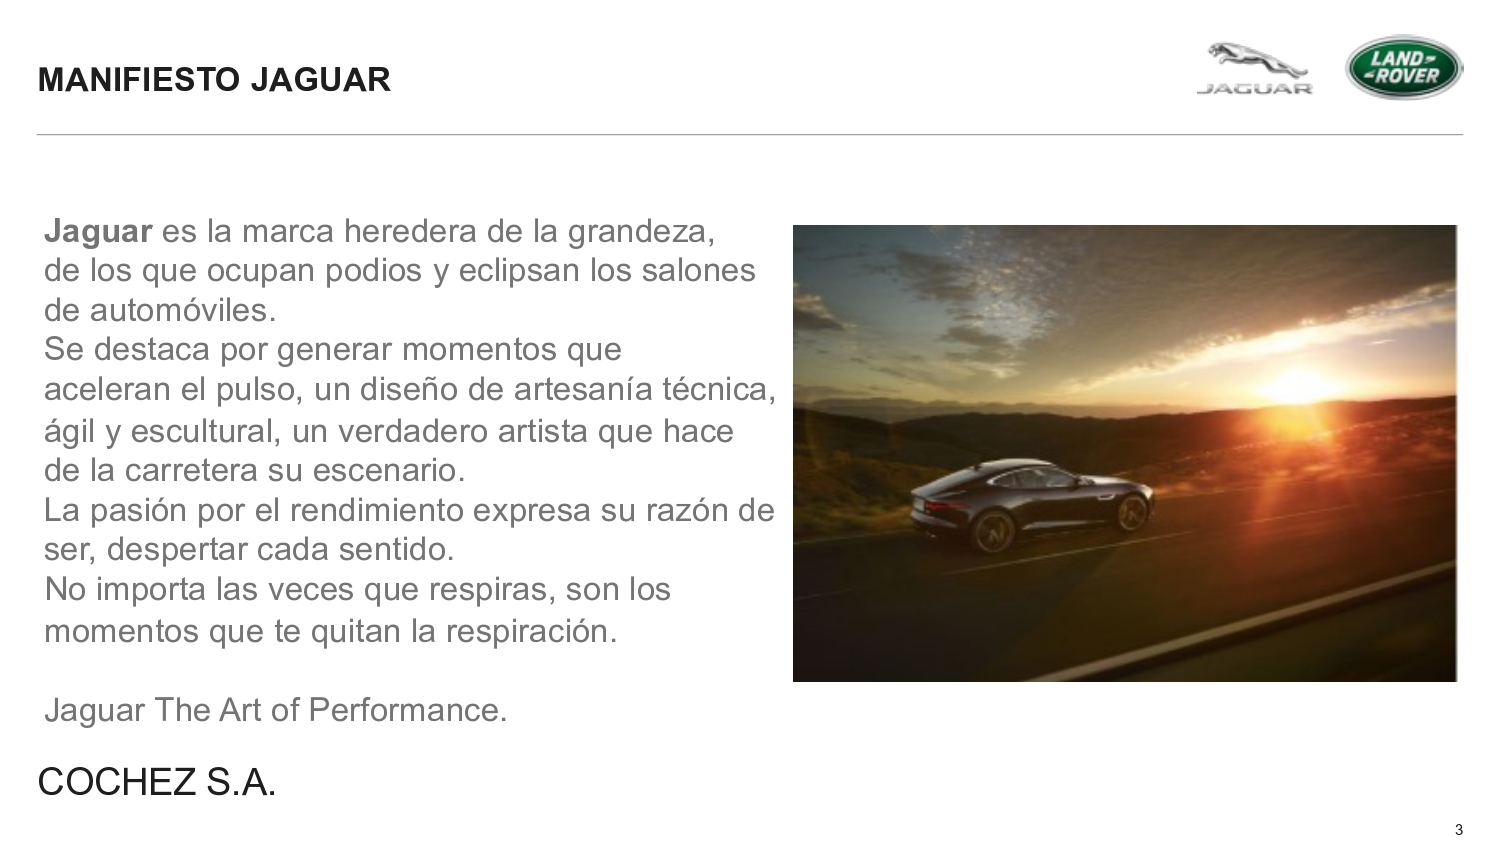 MANIFIESTO JAGUAR
JAGUAR
LAND
ROVER
Jaguar es la marca heredera de la grandeza,
de los que ocupan podios y eclipsan los salones
de automóviles.
Se destaca por generar momentos que
aceleran el pulso, un diseño de artesanía técnica,
ágil y escultural, un verdadero artista que hace
de la carretera su escenario.
La pasión por el rendimiento expresa su razón de
ser, despertar cada sentido.
No importa las veces que respiras, son los
momentos que te quitan la respiración.
Jaguar The Art of Performance.
COCHEZ S.A.
3